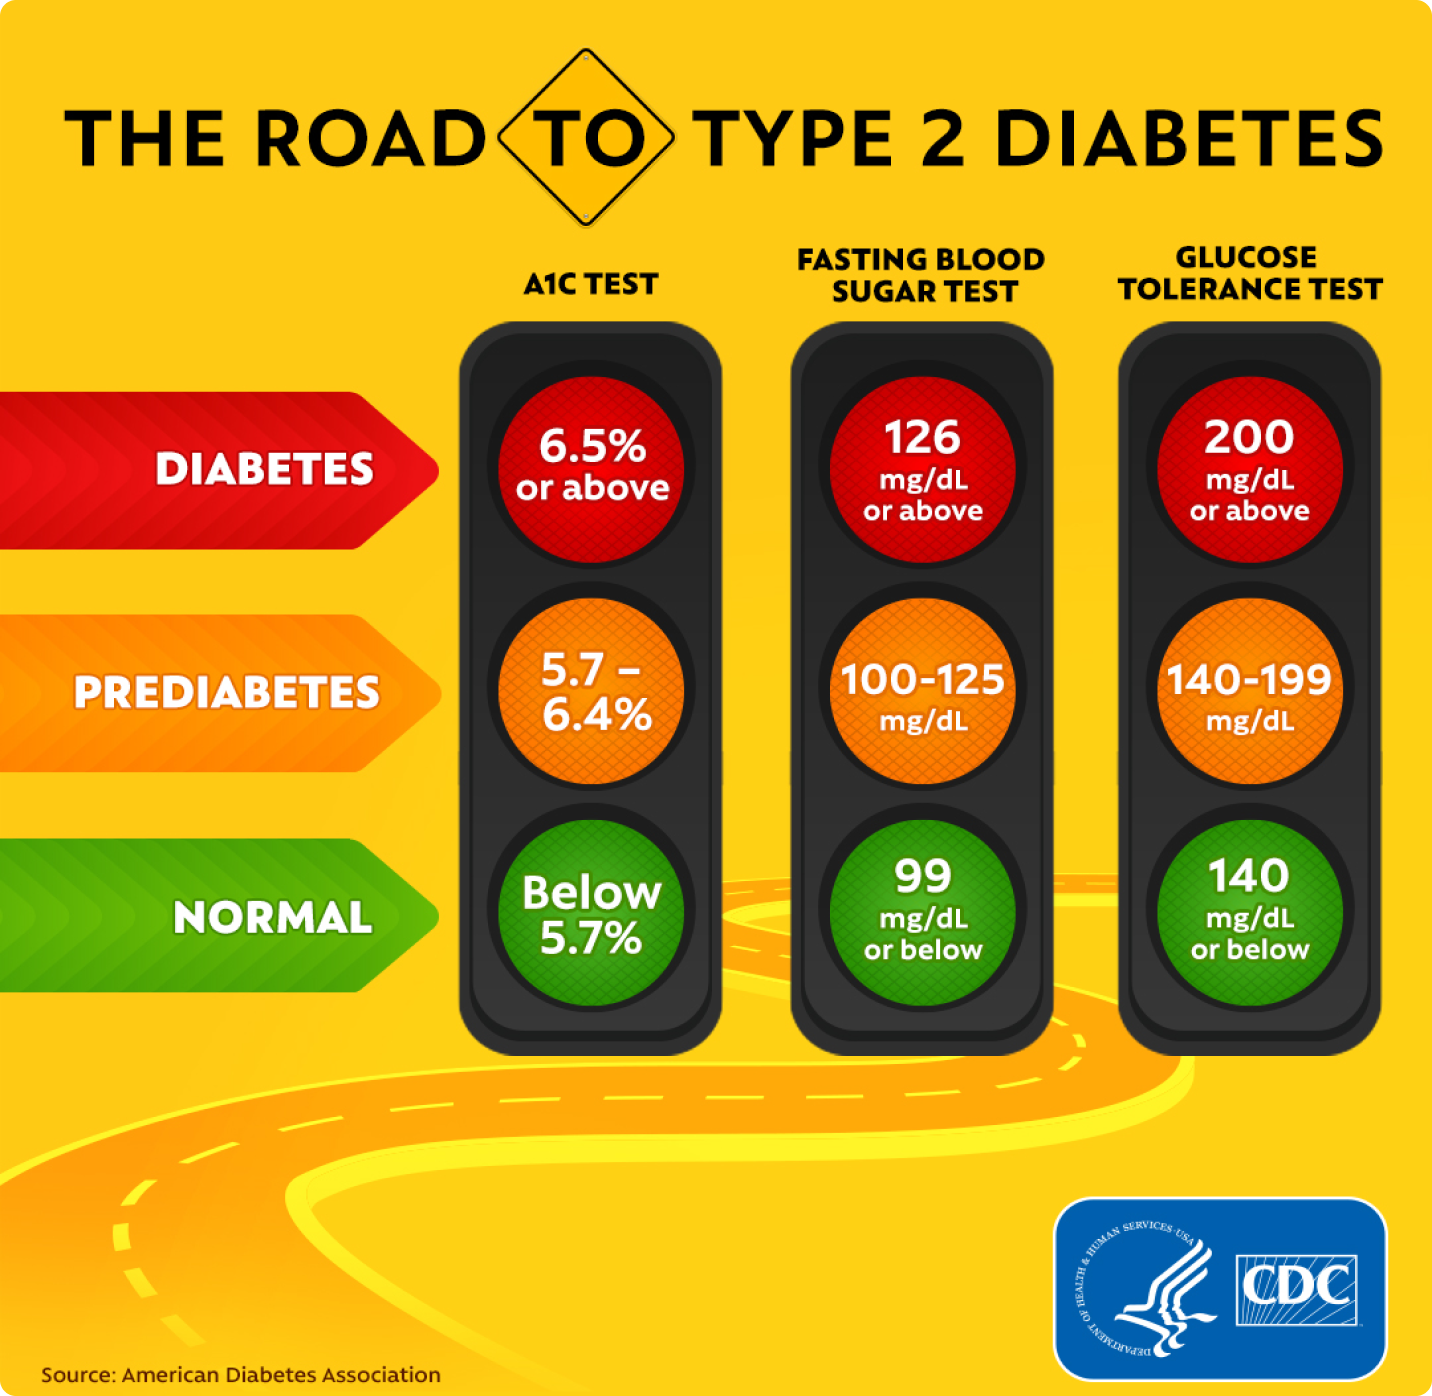 THE ROAD TO TYPE 2 DIABETES
A1C TEST
FASTING BLOOD
SUGAR TEST
GLUCOSE
TOLERANCE TEST
DIABETES
6.5%
or above
126
mg/dL
or above
200
mg/dL
or above
PREDIABETES
5.7 –
6.4%
100-125
mg/dL
140-199
mg/dL
NORMAL
Below
5.7%
99
mg/dL
or below
140
mg/dL
or below
DEPARTMENT OF HEALTH & HUMAN SERVICES·USA
CDC
Source: American Diabetes Association